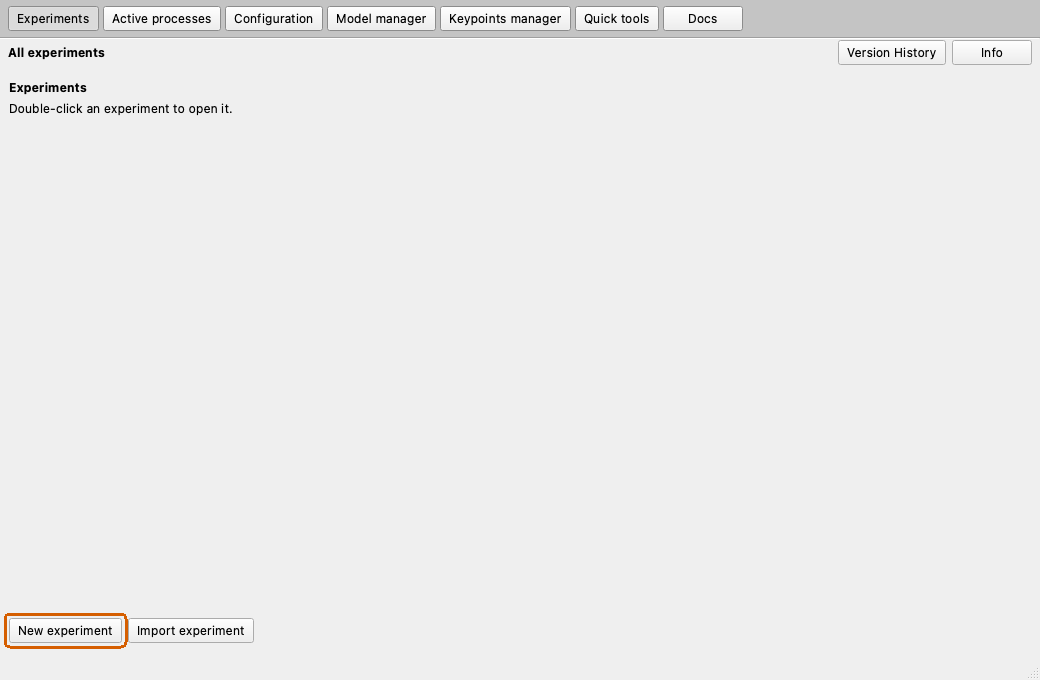 Experiments Active processes Configuration Model manager Keypoints manager Quick tools Docs
All experiments Version History Info
Experiments
Double-click an experiment to open it.
New experiment Import experiment